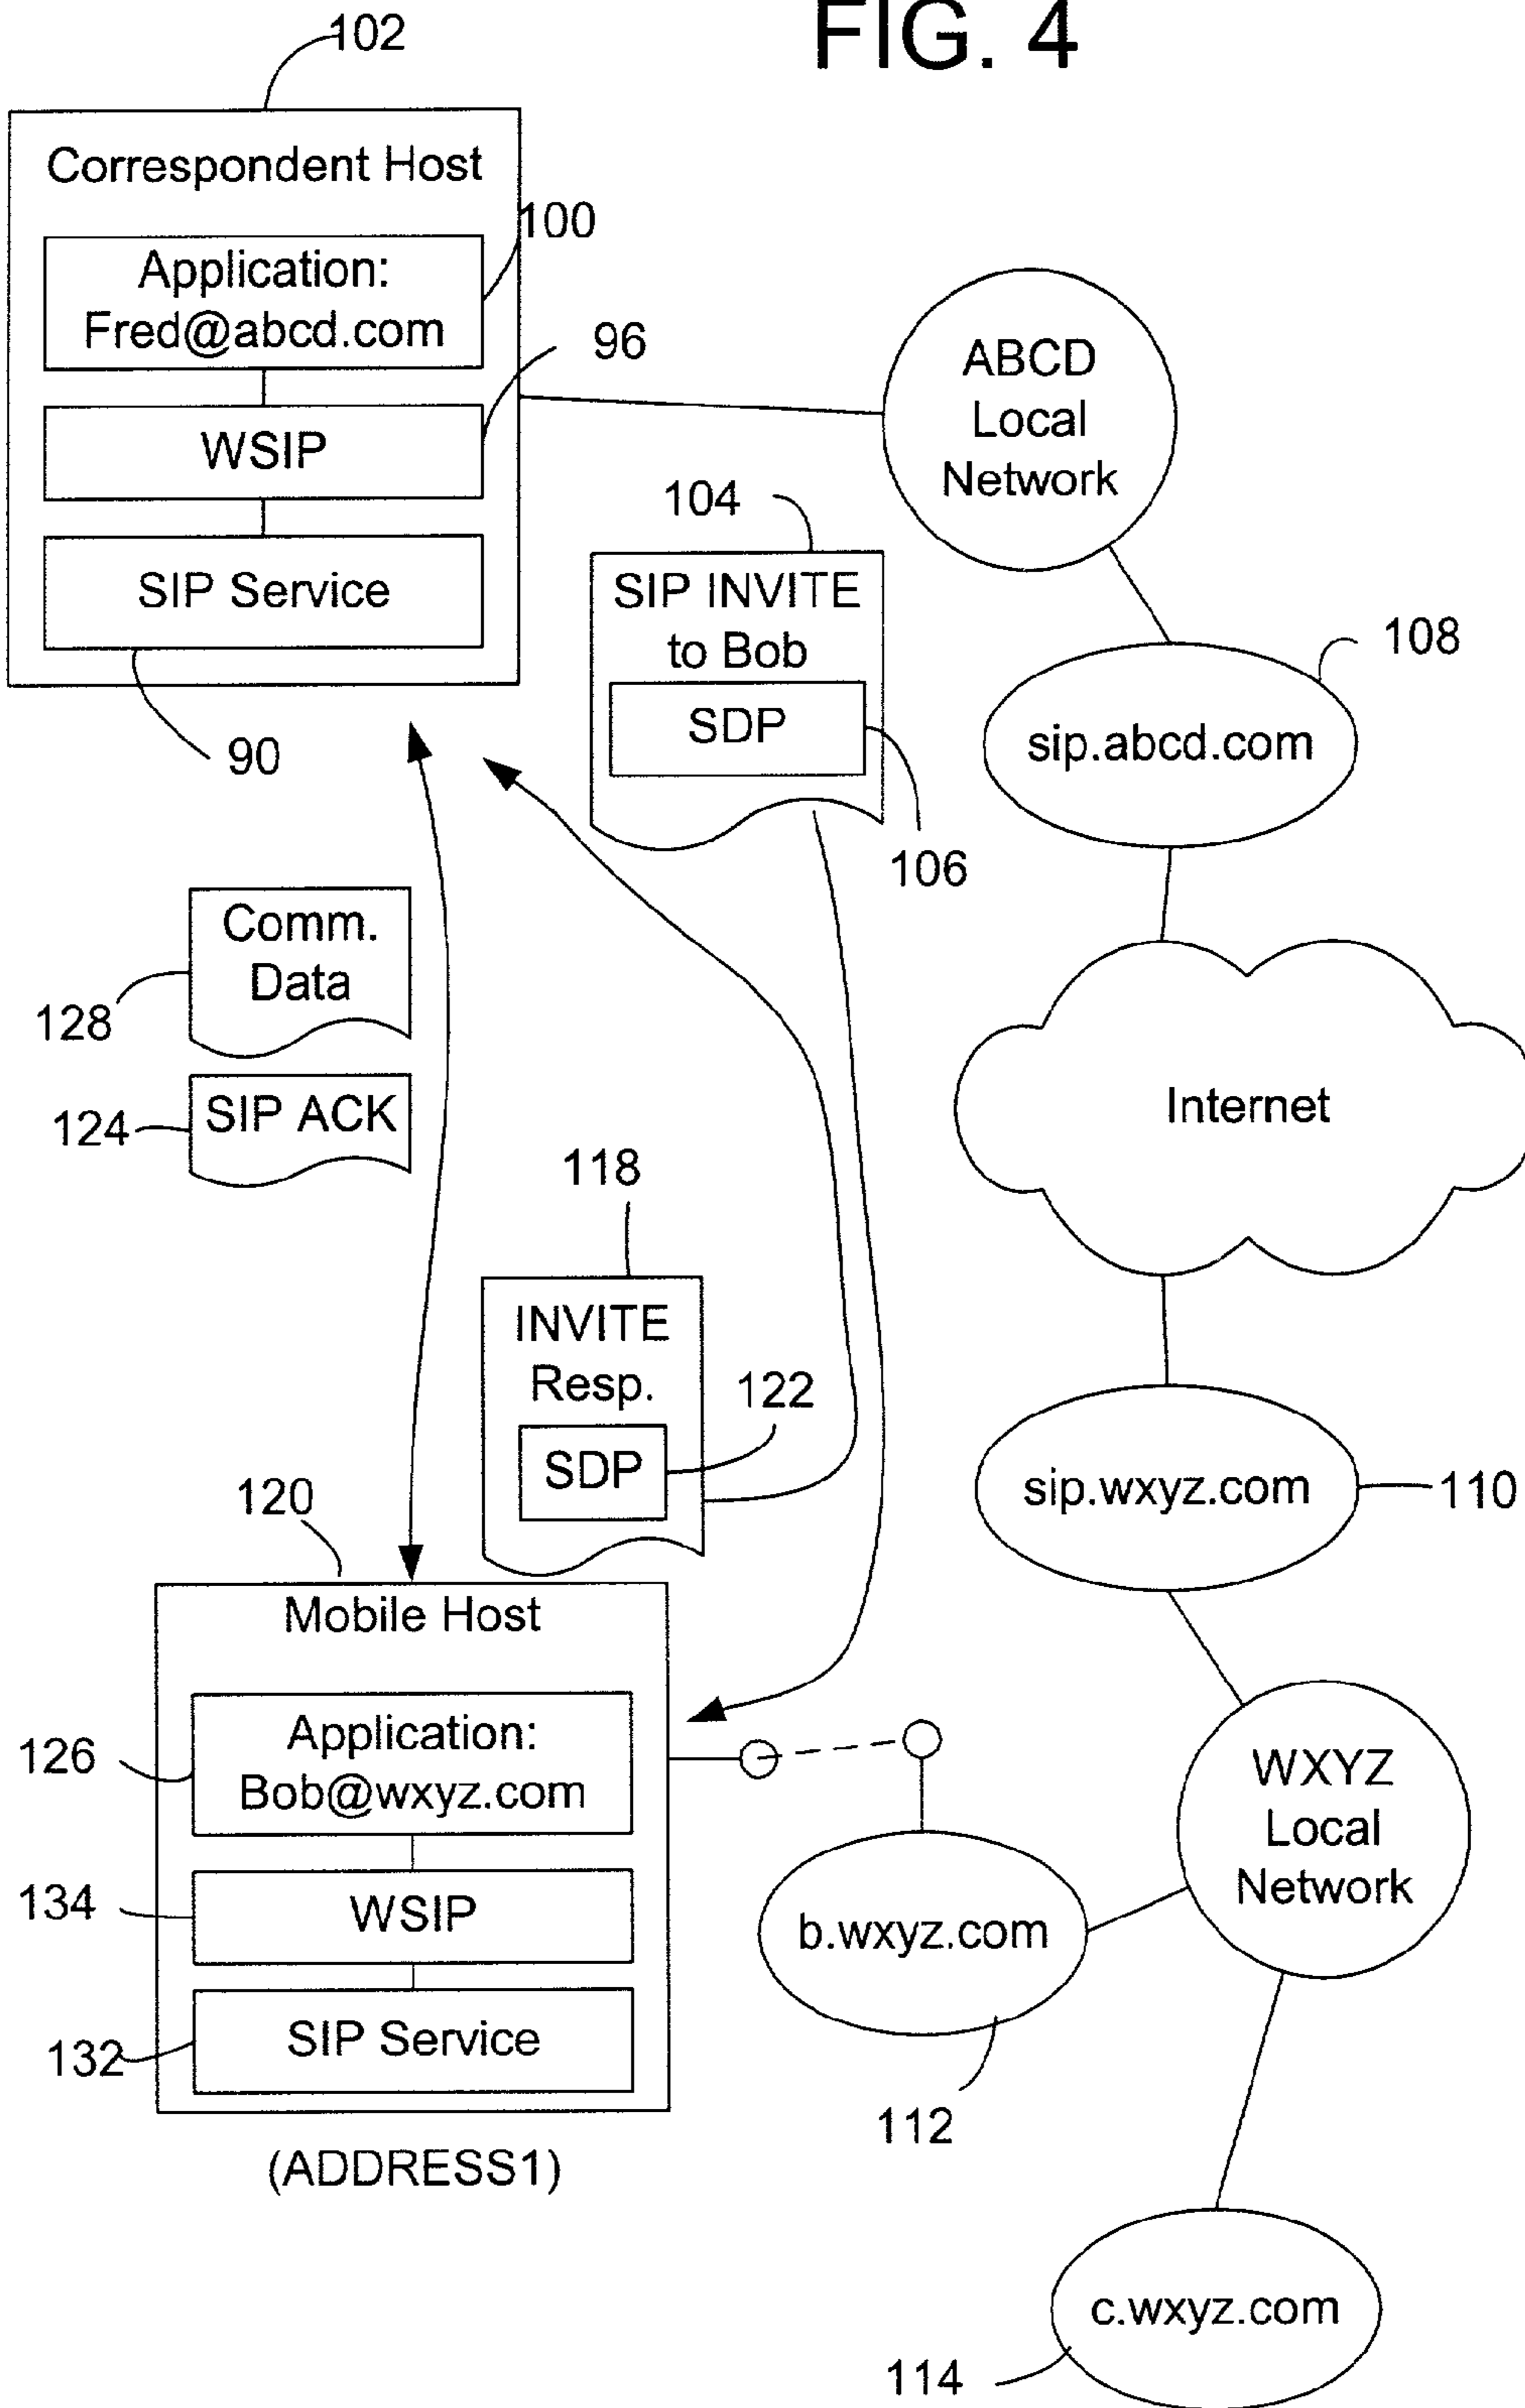 FIG. 4
102
Correspondent Host
100
Application:
Fred@abcd.com
96
WSIP
SIP Service
90
ABCD
Local
Network
104
SIP INVITE
to Bob
SDP
106
108
sip.abcd.com
Comm.
Data
128
SIP ACK
124
Internet
118
INVITE
Resp.
SDP
122
sip.wxyz.com
110
120
Mobile Host
Application:
Bob@wxyz.com
126
WSIP
134
SIP Service
132
(ADDRESS1)
WXYZ
Local
Network
b.wxyz.com
112
c.wxyz.com
114